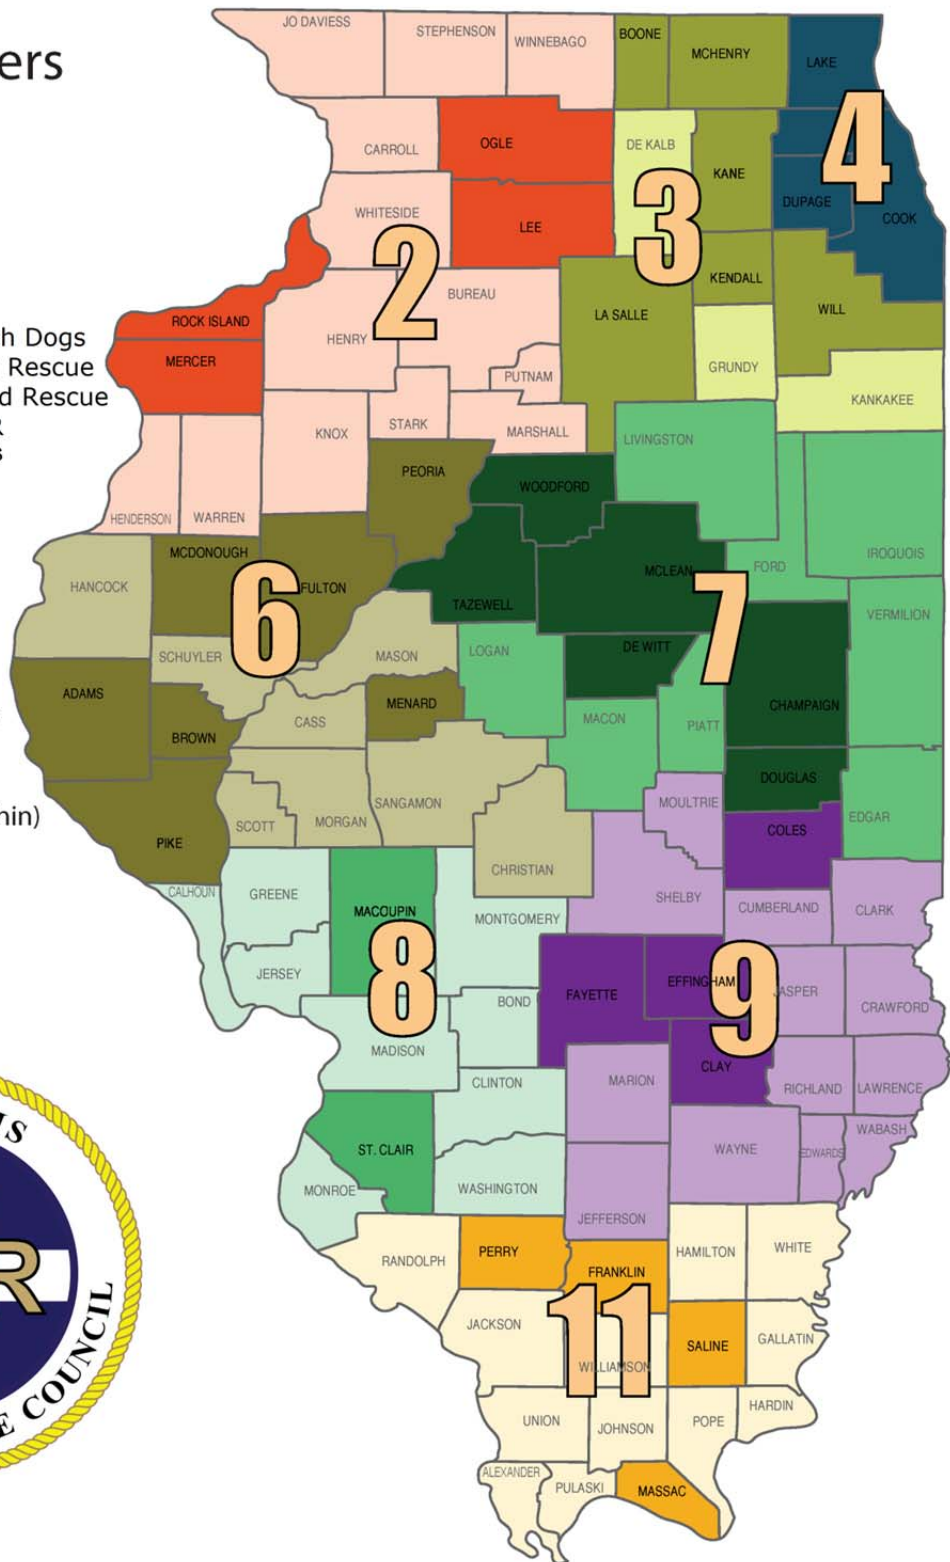 ers
h Dogs
Rescue
d Rescue
R
s
hin)
IS
R
E COUNCIL
JO DAVIESS
STEPHENSON
WINNEBAGO
BOONE
MCHENRY
LAKE
CARROLL
OGLE
DE KALB
KANE
4
DUPAGE
COOK
WHITESIDE
LEE
3
2
BUREAU
KENDALL
ROCK ISLAND
HENRY
LA SALLE
WILL
MERCER
PUTNAM
GRUNDY
KANKAKEE
KNOX
STARK
MARSHALL
LIVINGSTON
PEORIA
WOODFORD
HENDERSON
WARREN
MCDONOUGH
IROQUOIS
HANCOCK
6
FULTON
MCLEAN
FORD
7
TAZEWELL
VERMILION
SCHUYLER
MASON
LOGAN
DE WITT
ADAMS
MENARD
CHAMPAIGN
BROWN
CASS
MACON
PIATT
DOUGLAS
SANGAMON
MOULTRIE
SCOTT
MORGAN
EDGAR
PIKE
COLES
CHRISTIAN
CALHOUN
GREENE
SHELBY
MACOUPIN
MONTGOMERY
CUMBERLAND
CLARK
8
JERSEY
FAYETTE
EFFINGHAM
9
JASPER
BOND
CRAWFORD
MADISON
CLAY
CLINTON
MARION
RICHLAND
LAWRENCE
ST. CLAIR
WAYNE
EDWARDS
WABASH
MONROE
WASHINGTON
JEFFERSON
RANDOLPH
PERRY
FRANKLIN
HAMILTON
WHITE
11
JACKSON
WILLIAMSON
SALINE
GALLATIN
UNION
JOHNSON
POPE
HARDIN
ALEXANDER
PULASKI
MASSAC